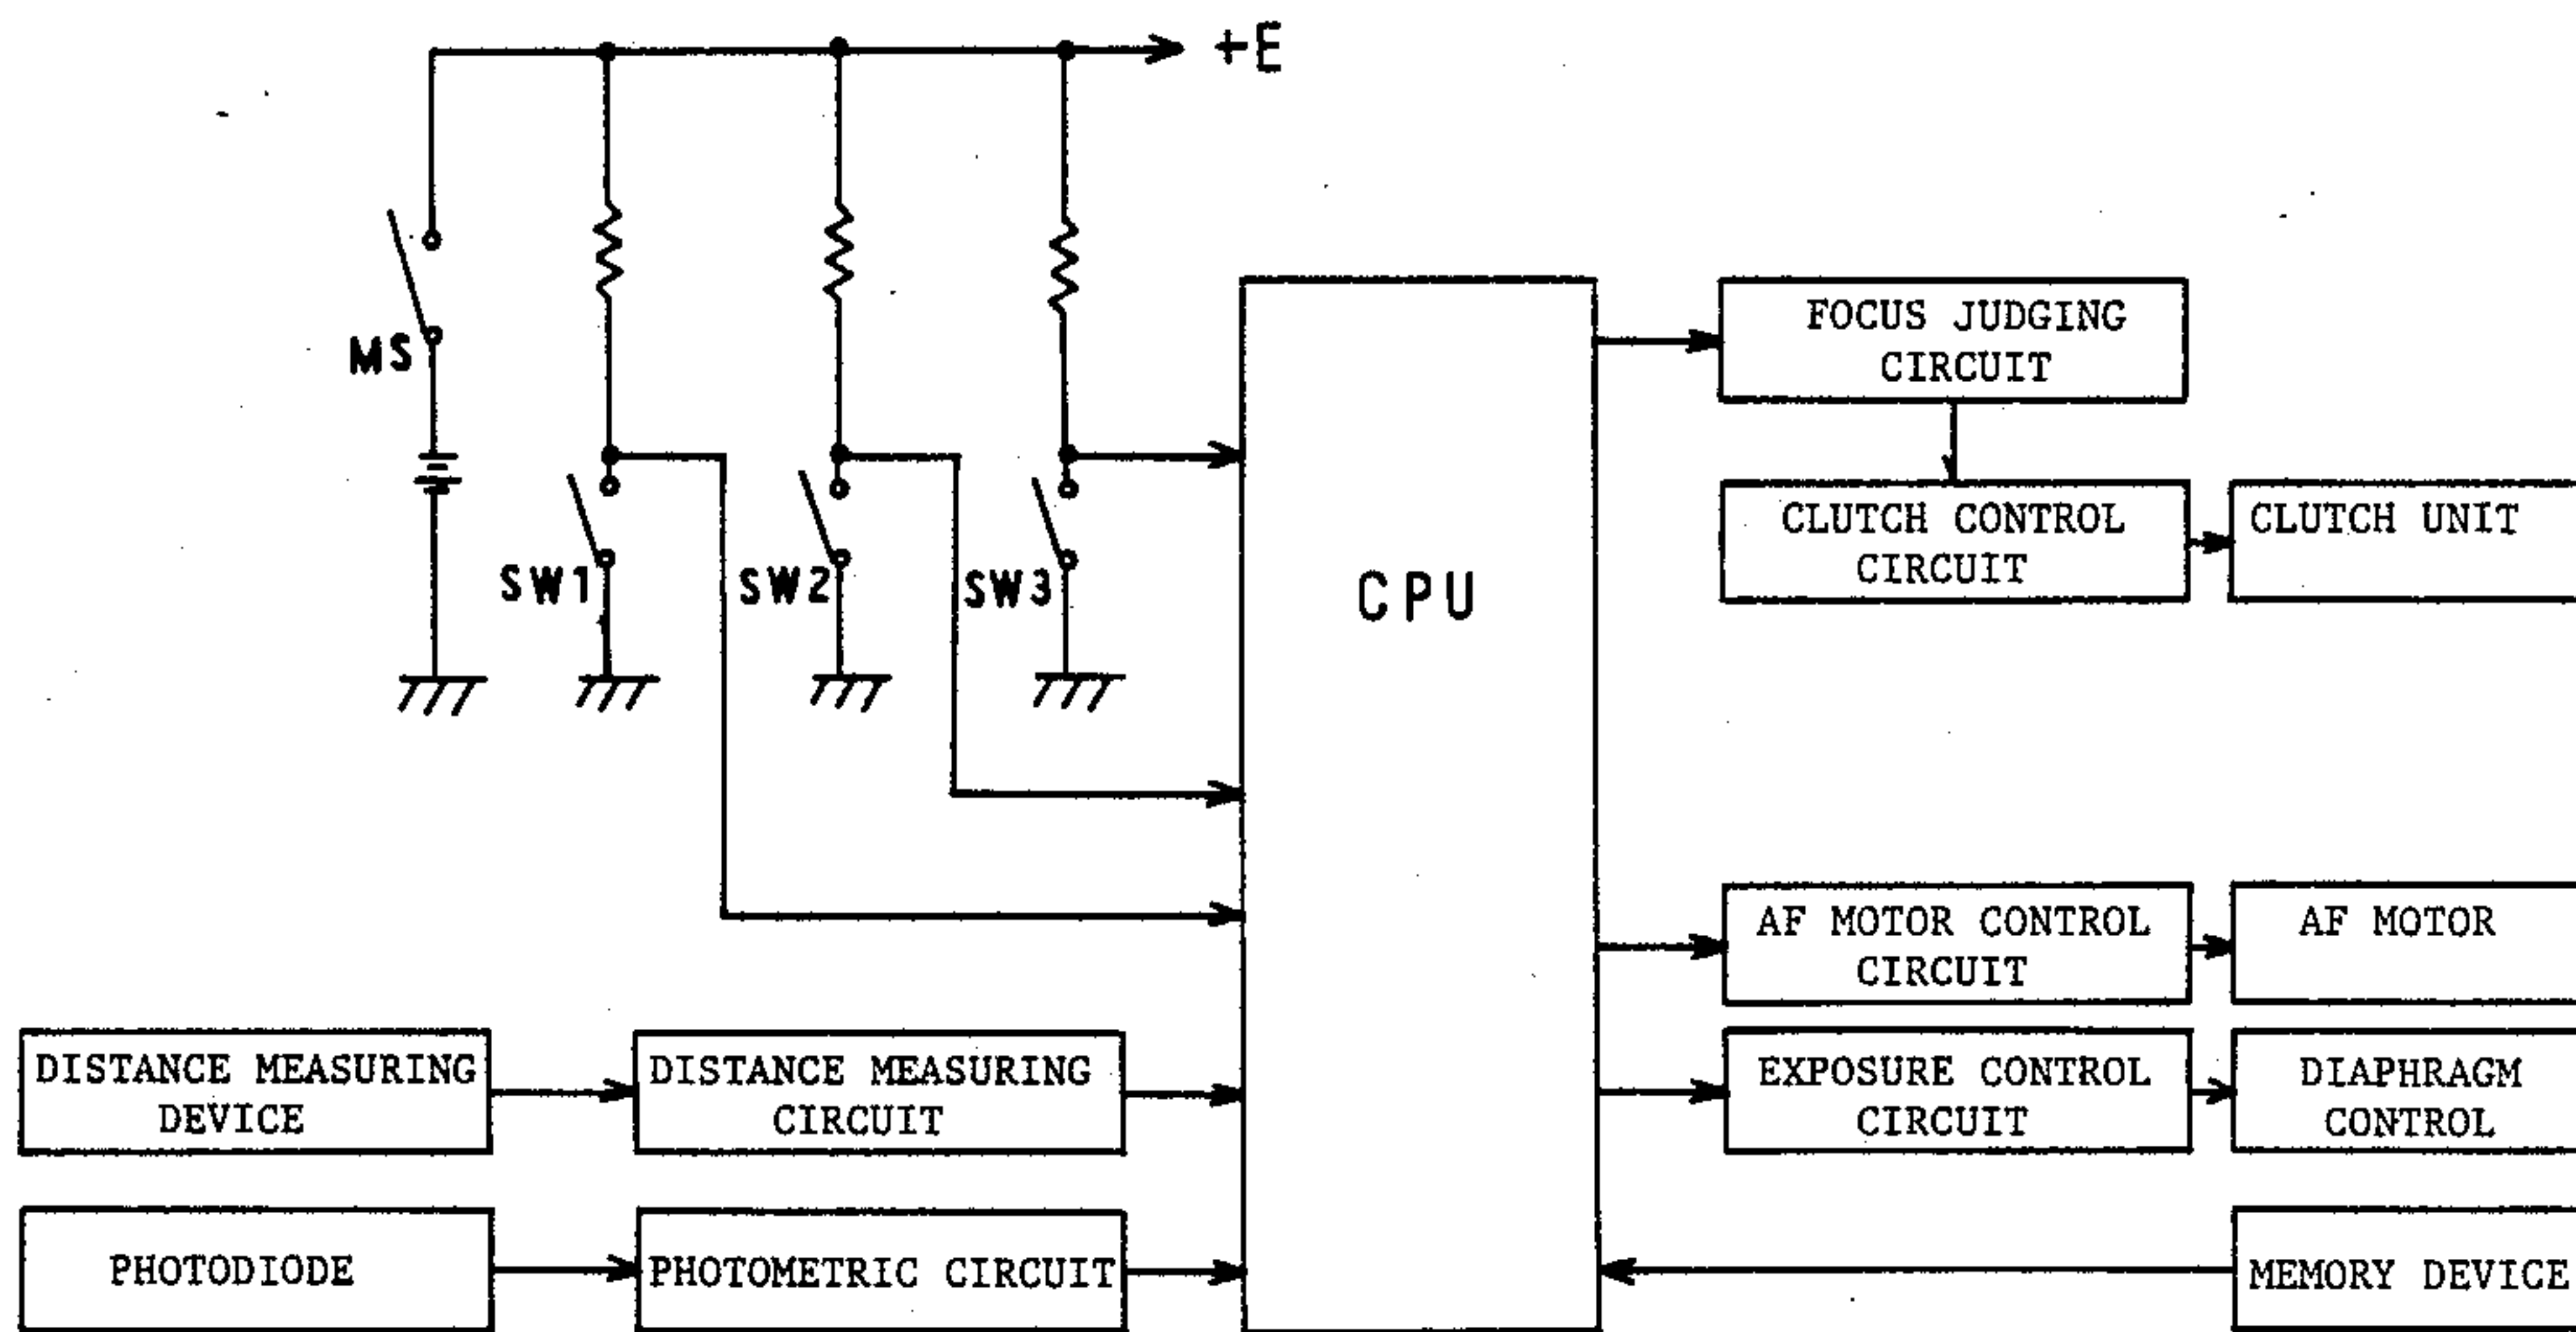 +E
MS
SW1
SW2
SW3
CPU
FOCUS JUDGING
CIRCUIT
CLUTCH CONTROL
CIRCUIT
CLUTCH UNIT
AF MOTOR CONTROL
CIRCUIT
AF MOTOR
DISTANCE MEASURING
DEVICE
DISTANCE MEASURING
CIRCUIT
EXPOSURE CONTROL
CIRCUIT
DIAPHRAGM
CONTROL
PHOTODIODE
PHOTOMETRIC CIRCUIT
MEMORY DEVICE